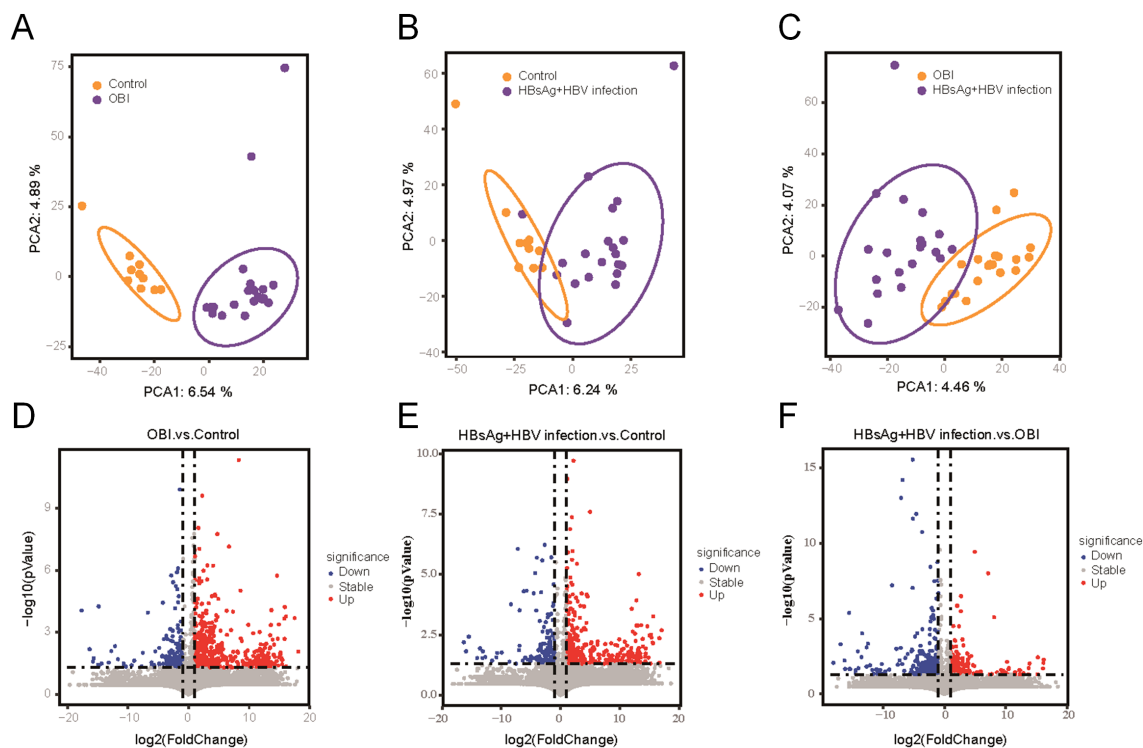 A
75
50
25
0
−25
−40
−20
0
20
Control
OBI
PCA2: 4.89 %
PCA1: 6.54 %
B
60
40
20
0
−20
−40
−50
−25
0
25
Control
HBsAg+HBV infection
PCA2: 4.97 %
PCA1: 6.24 %
C
60
40
20
0
−20
−40
−20
0
20
40
OBI
HBsAg+HBV infection
PCA2: 4.07 %
PCA1: 4.46 %
D
OBI.vs.Control
9
6
3
0
−20
−10
0
10
20
−log10(pValue)
log2(FoldChange)
significance
Down
Stable
Up
E
HBsAg+HBV infection.vs.Control
10.0
7.5
5.0
2.5
0.0
−20
−10
0
10
20
−log10(pValue)
log2(FoldChange)
significance
Down
Stable
Up
F
HBsAg+HBV infection.vs.OBI
15
10
5
0
−20
−10
0
10
20
−log10(pValue)
log2(FoldChange)
significance
Down
Stable
Up